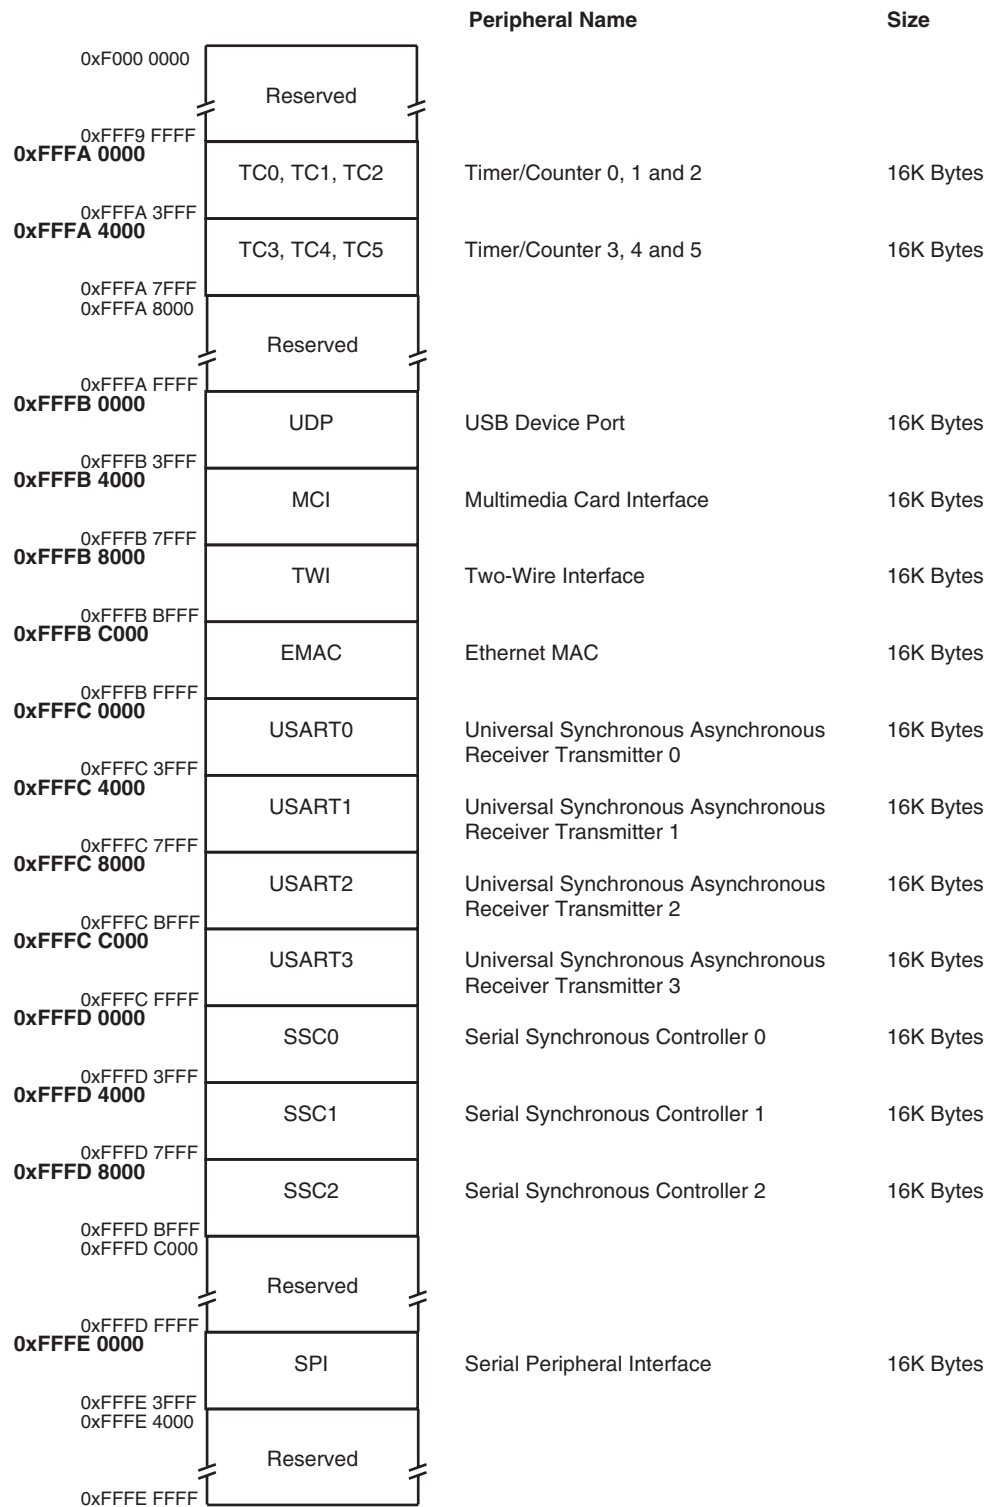 Peripheral Name Size
0xF000 0000
Reserved
0xFFF9 FFFF
0xFFFA 0000
TC0, TC1, TC2 Timer/Counter 0, 1 and 2 16K Bytes
0xFFFA 3FFF
0xFFFA 4000
TC3, TC4, TC5 Timer/Counter 3, 4 and 5 16K Bytes
0xFFFA 7FFF
0xFFFA 8000
Reserved
0xFFFA FFFF
0xFFFB 0000
UDP USB Device Port 16K Bytes
0xFFFB 3FFF
0xFFFB 4000
MCI Multimedia Card Interface 16K Bytes
0xFFFB 7FFF
0xFFFB 8000
TWI Two-Wire Interface 16K Bytes
0xFFFB BFFF
0xFFFB C000
EMAC Ethernet MAC 16K Bytes
0xFFFB FFFF
0xFFFC 0000
USART0 Universal Synchronous Asynchronous 16K Bytes
Receiver Transmitter 0
0xFFFC 3FFF
0xFFFC 4000
USART1 Universal Synchronous Asynchronous 16K Bytes
Receiver Transmitter 1
0xFFFC 7FFF
0xFFFC 8000
USART2 Universal Synchronous Asynchronous 16K Bytes
Receiver Transmitter 2
0xFFFC BFFF
0xFFFC C000
USART3 Universal Synchronous Asynchronous 16K Bytes
Receiver Transmitter 3
0xFFFC FFFF
0xFFFD 0000
SSC0 Serial Synchronous Controller 0 16K Bytes
0xFFFD 3FFF
0xFFFD 4000
SSC1 Serial Synchronous Controller 1 16K Bytes
0xFFFD 7FFF
0xFFFD 8000
SSC2 Serial Synchronous Controller 2 16K Bytes
0xFFFD BFFF
0xFFFD C000
Reserved
0xFFFD FFFF
0xFFFE 0000
SPI Serial Peripheral Interface 16K Bytes
0xFFFE 3FFF
0xFFFE 4000
Reserved
0xFFFE FFFF